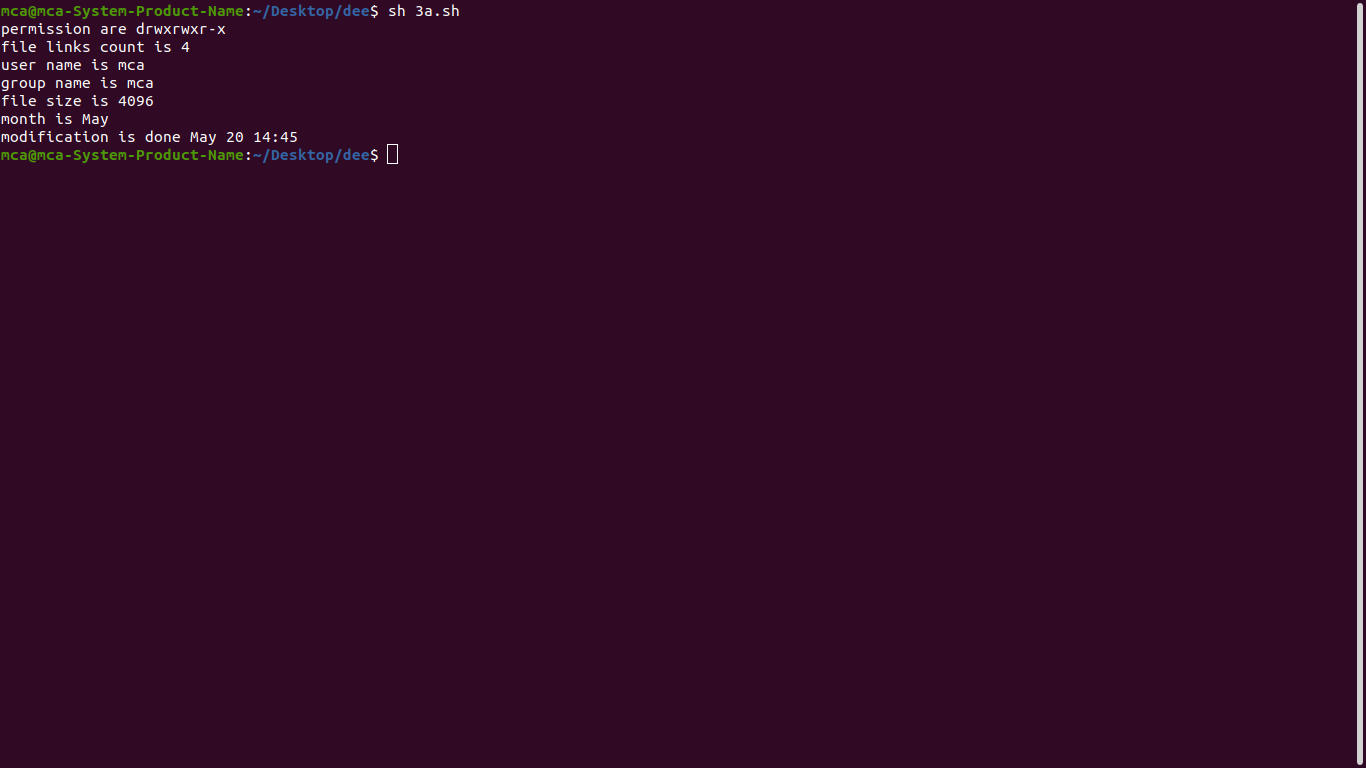 mca@mca-System-Product-Name:~/Desktop/dee$ sh 3a.sh
permission are drwxrwxr-x
file links count is 4
user name is mca
group name is mca
file size is 4096
month is May
modification is done May 20 14:45
mca@mca-System-Product-Name:~/Desktop/dee$